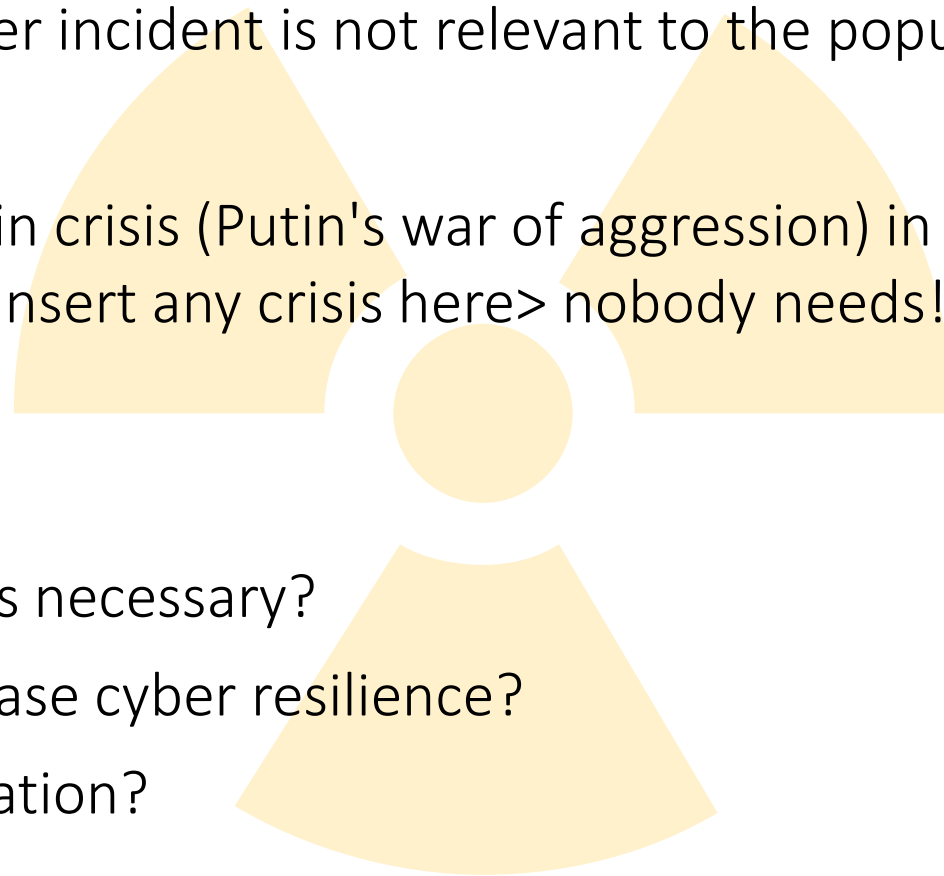 er incident is not relevant to the popu
in crisis (Putin's war of aggression) in
nsert any crisis here> nobody needs!
s necessary?
ase cyber resilience?
ation?